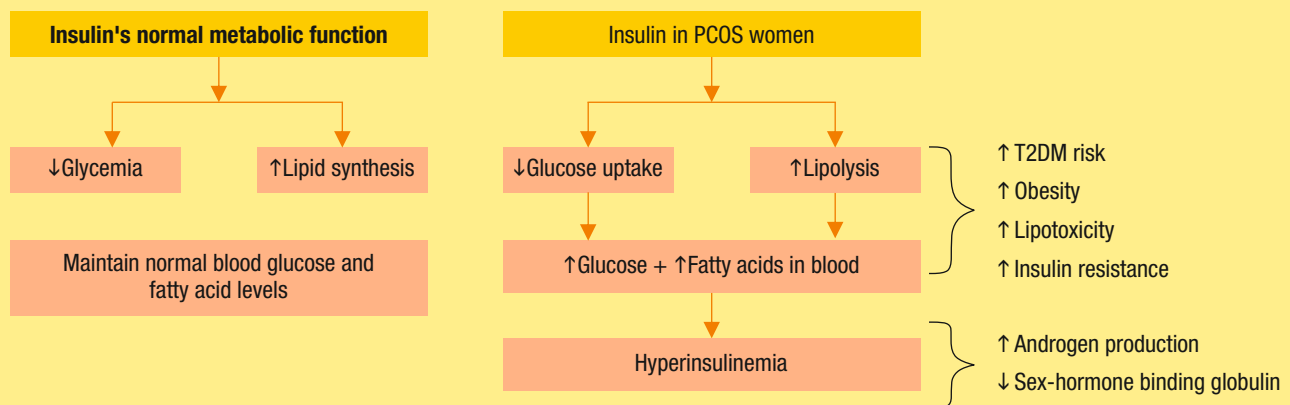 Insulin's normal metabolic function
↓Glycemia
↑Lipid synthesis
Maintain normal blood glucose and
fatty acid levels
Insulin in PCOS women
↓Glucose uptake
↑Lipolysis
↑Glucose + ↑Fatty acids in blood
Hyperinsulinemia
↑ T2DM risk
↑ Obesity
↑ Lipotoxicity
↑ Insulin resistance
↑ Androgen production
↓ Sex-hormone binding globulin